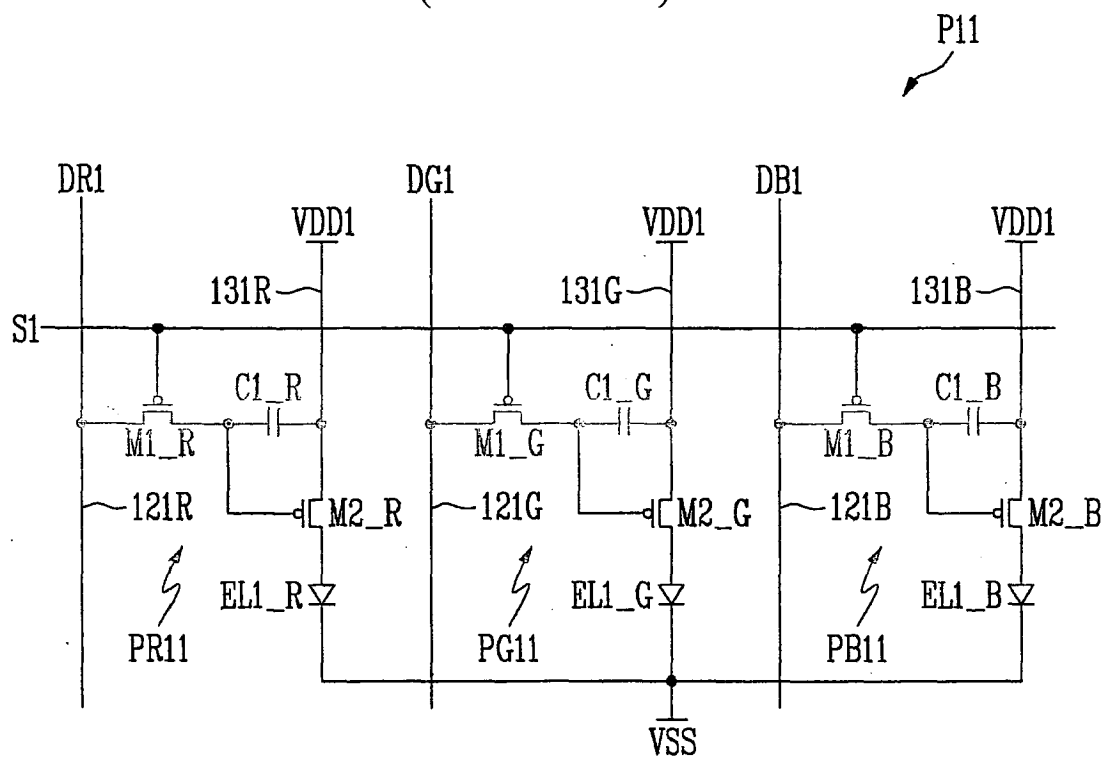 P11
DR1 DG1 DB1
VDD1 VDD1 VDD1
131R 131G 131B
S1
C1_R C1_G C1_B
M1_R M1_G M1_B
121R M2_R 121G M2_G 121B M2_B
EL1_R EL1_G EL1_B
PR11 PG11 PB11
VSS